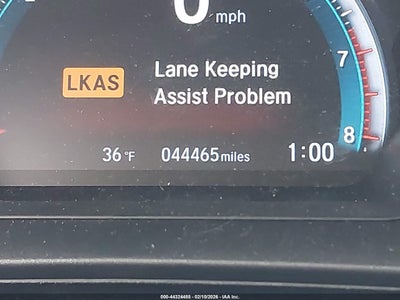 0 mph
7
LKAS
Lane Keeping
Assist Problem
8
36 °F 044465 miles 1:00
000-44324485 - 02/10/2026 - IAA Inc.